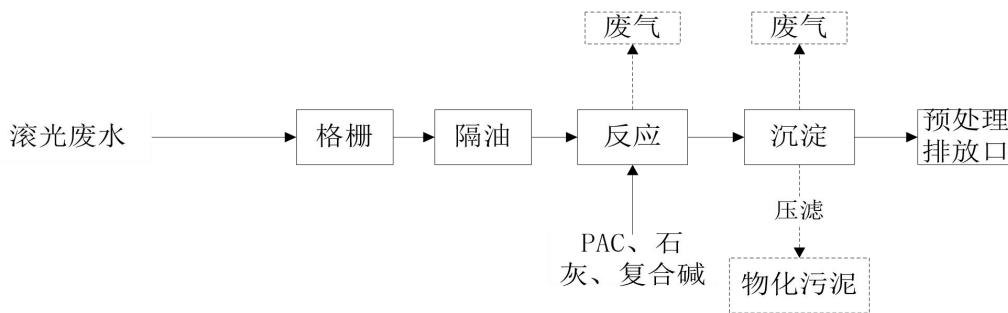 废气
废气
滚光废水
格栅
隔油
反应
沉淀
预处理
排放口
压滤
PAC、石
灰、复合碱
物化污泥